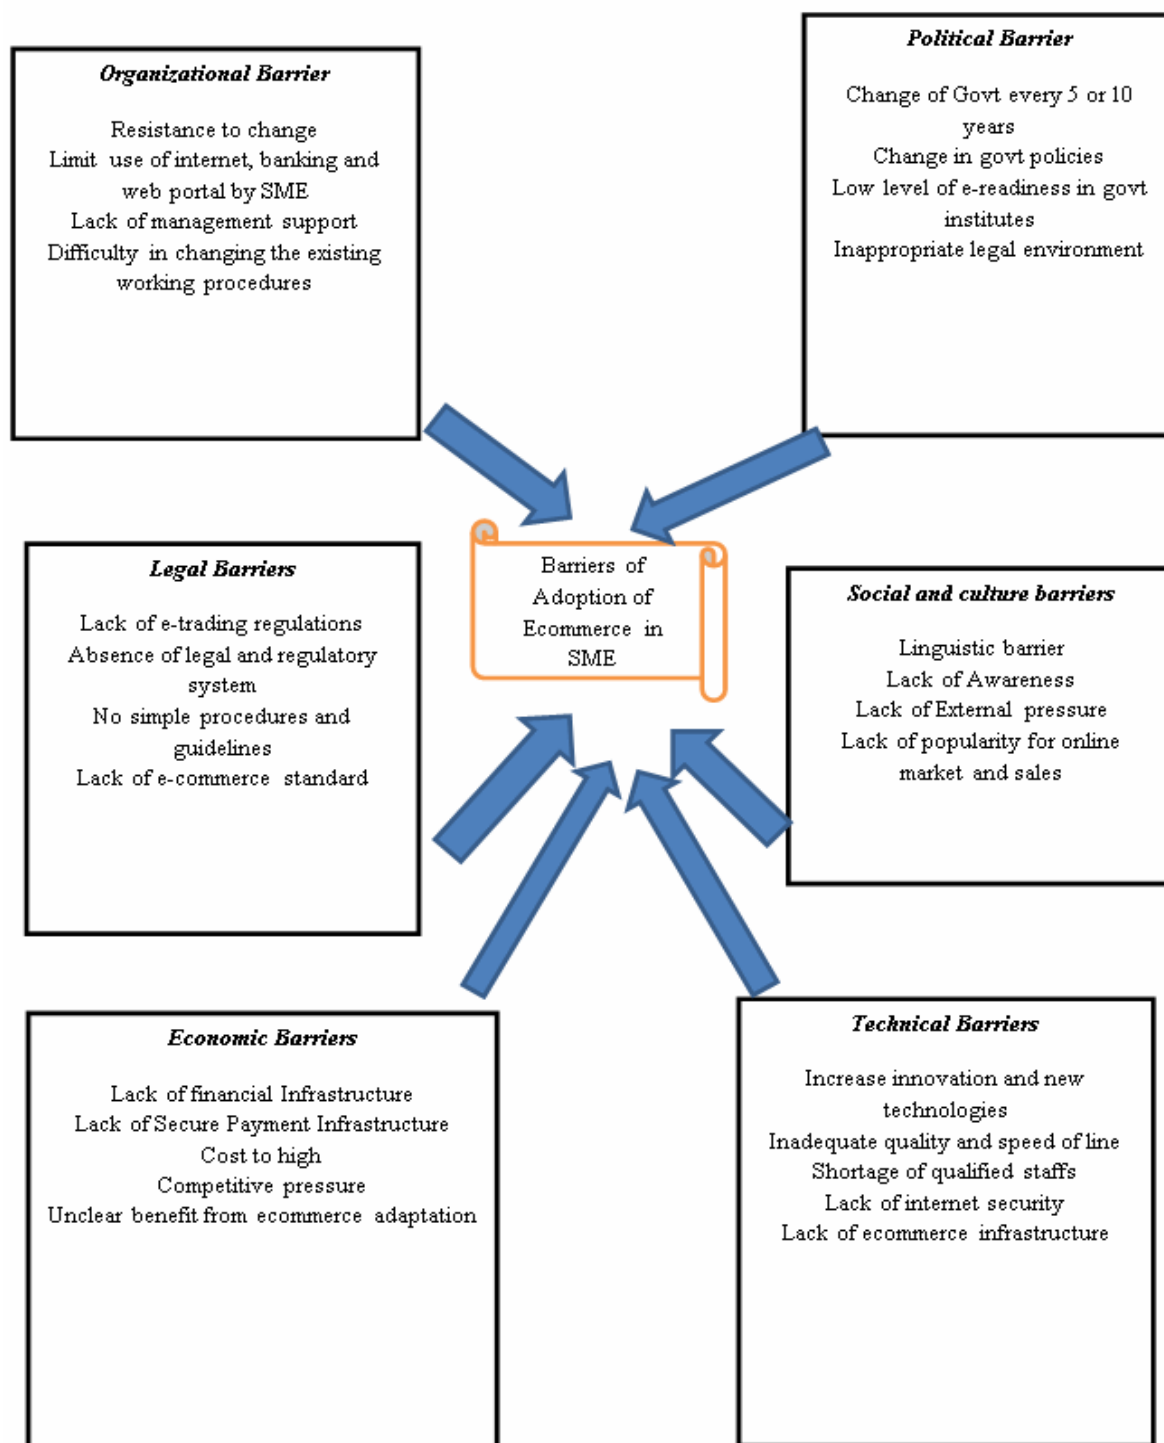 Organizational Barrier
Resistance to change
Limit use of internet, banking and
web portal by SME
Lack of management support
Difficulty in changing the existing
working procedures
Political Barrier
Change of Govt every 5 or 10
years
Change in govt policies
Low level of e-readiness in govt
institutes
Inappropriate legal environment
Barriers of
Adoption of
Ecommerce in
SME
Legal Barriers
Lack of e-trading regulations
Absence of legal and regulatory
system
No simple procedures and
guidelines
Lack of e-commerce standard
Social and culture barriers
Linguistic barrier
Lack of Awareness
Lack of External pressure
Lack of popularity for online
market and sales
Economic Barriers
Lack of financial Infrastructure
Lack of Secure Payment Infrastructure
Cost to high
Competitive pressure
Unclear benefit from ecommerce adaptation
Technical Barriers
Increase innovation and new
technologies
Inadequate quality and speed of line
Shortage of qualified staffs
Lack of internet security
Lack of ecommerce infrastructure